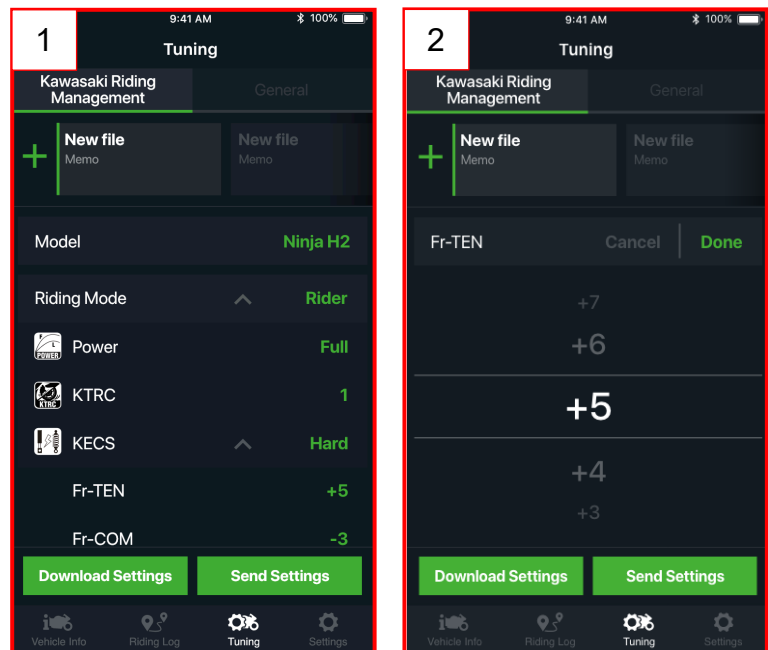 1
9:41 AM 100%
Tuning
Kawasaki Riding
Management
General
New file
Memo
New file
Memo
Model Ninja H2
Riding Mode Rider
POWER Power Full
KTRC KTRC 1
KECS Hard
Fr-TEN +5
Fr-COM -3
Download Settings Send Settings
Vehicle Info Riding Log Tuning Settings
2
9:41 AM 100%
Tuning
Kawasaki Riding
Management
General
New file
Memo
New file
Memo
Fr-TEN Cancel Done
+7
+6
+5
+4
+3
Download Settings Send Settings
Vehicle Info Riding Log Tuning Settings